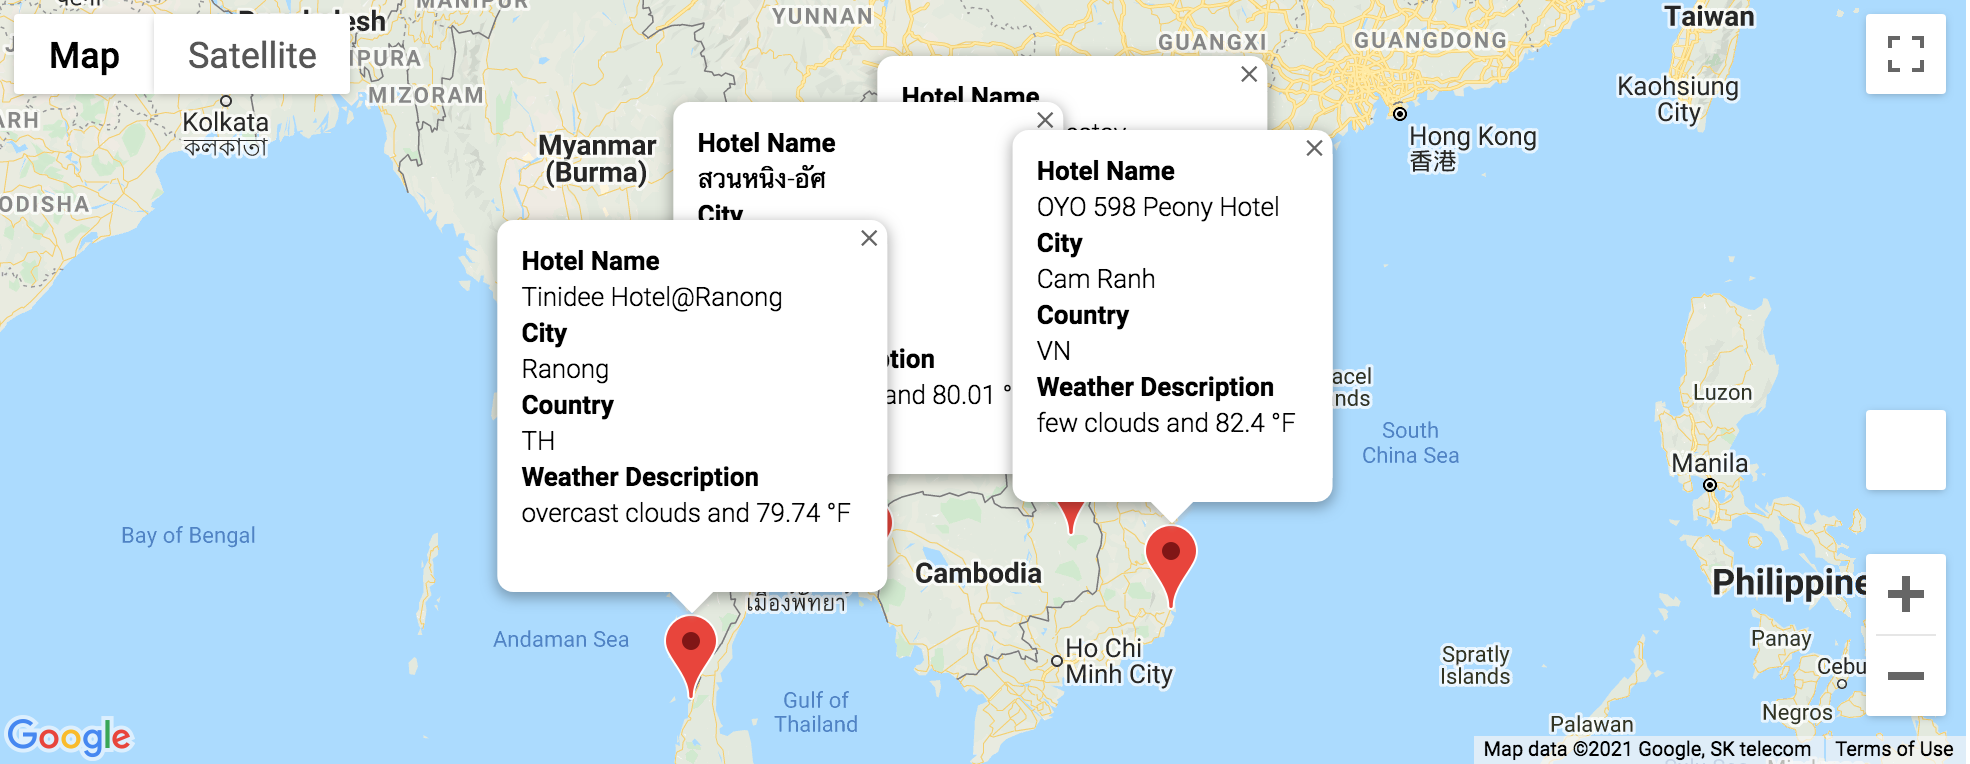 MANIPUR
YUNNAN
Taiwan
GUANGXI
GUANGDONG
Map
Satellite
MIZORAM
Kaohsiung
City
Kolkata
কলকাতা
Myanmar
(Burma)
Hong Kong
香港
ODISHA
Hotel Name
Hotel Name
สวนหนิง-อัศ
City
and 80.01 °
Hotel Name
OYO 598 Peony Hotel
City
Cam Ranh
Country
VN
Weather Description
few clouds and 82.4 °F
Hotel Name
Tinidee Hotel@Ranong
City
Ranong
Country
TH
Weather Description
overcast clouds and 79.74 °F
Luzon
South
China Sea
Manila
Bay of Bengal
Cambodia
เมืองพัทยา
Philippine
Andaman Sea
Ho Chi
Minh City
Spratly
Islands
Panay
Cebu
Gulf of
Thailand
Negros
Palawan
Google
Map data ©2021 Google, SK telecom
Terms of Use